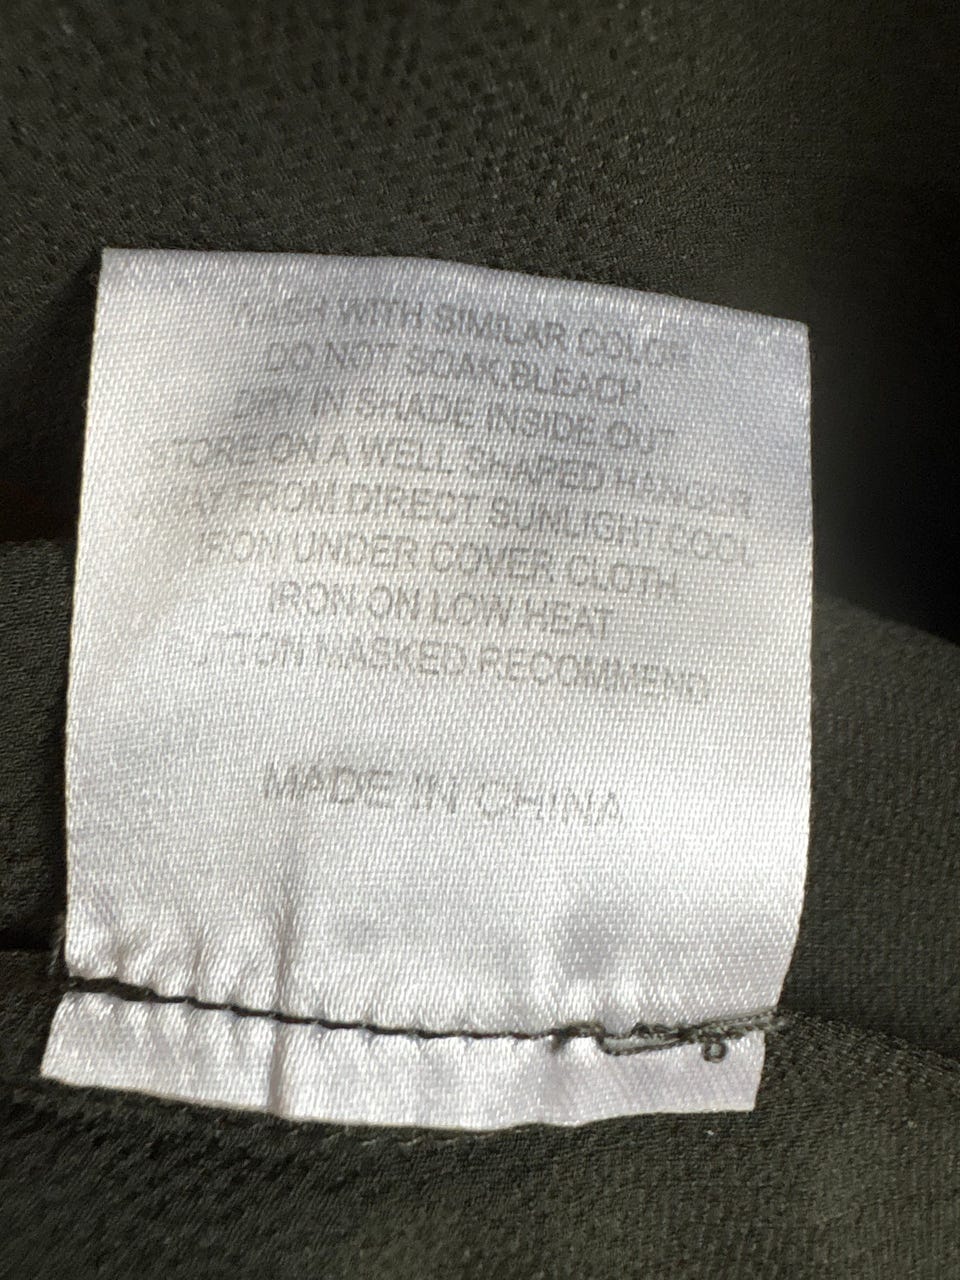 WASH WITH SIMILAR COLOR
DO NOT SOAK,BLEACH
DRY IN SHADE INSIDE OUT
STORE ON A WELL SHAPED HANGER
FROM DIRECT SUNLIGHT.COOL
IRON UNDER COVER CLOTH
IRON ON LOW HEAT
BUTTON MASKED RECOMMEND
MADE IN CHINA